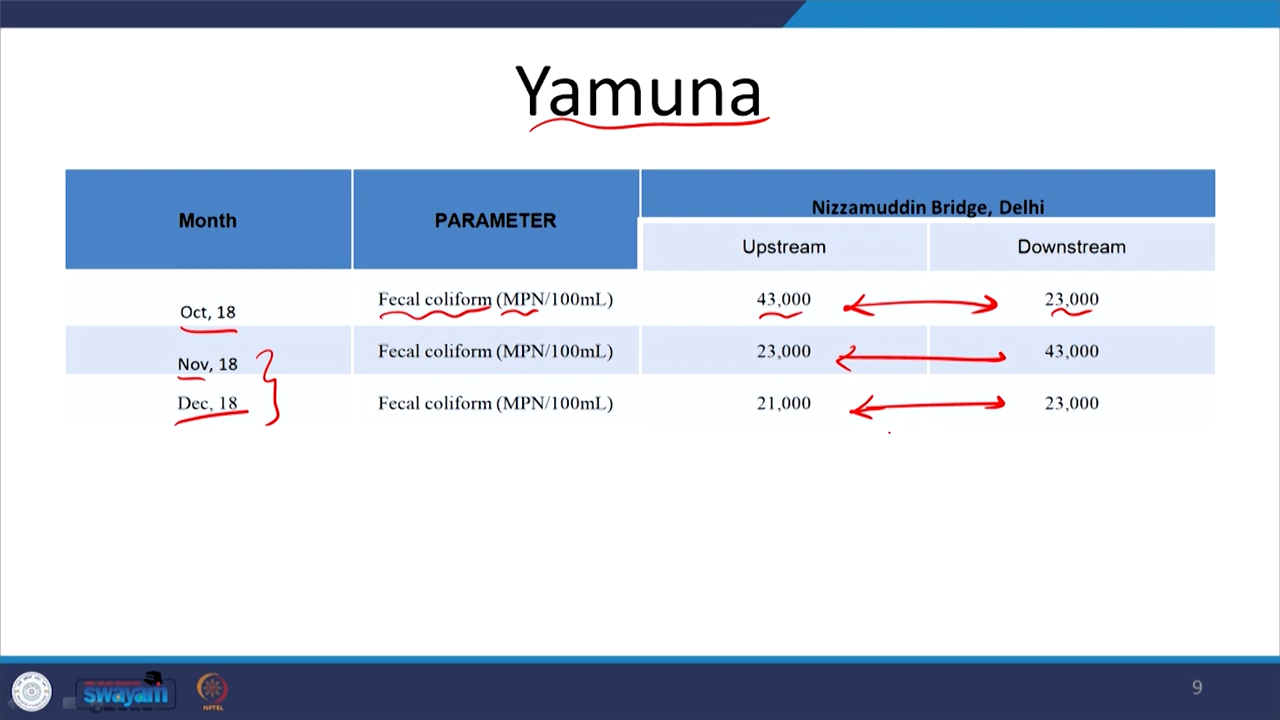 Yamuna
Month PARAMETER Nizzamuddin Bridge, Delhi
Upstream Downstream
Oct, 18 Fecal coliform (MPN/100mL) 43,000 23,000
Nov, 18 Fecal coliform (MPN/100mL) 23,000 43,000
Dec, 18 Fecal coliform (MPN/100mL) 21,000 23,000
swayam
NPTEL
9